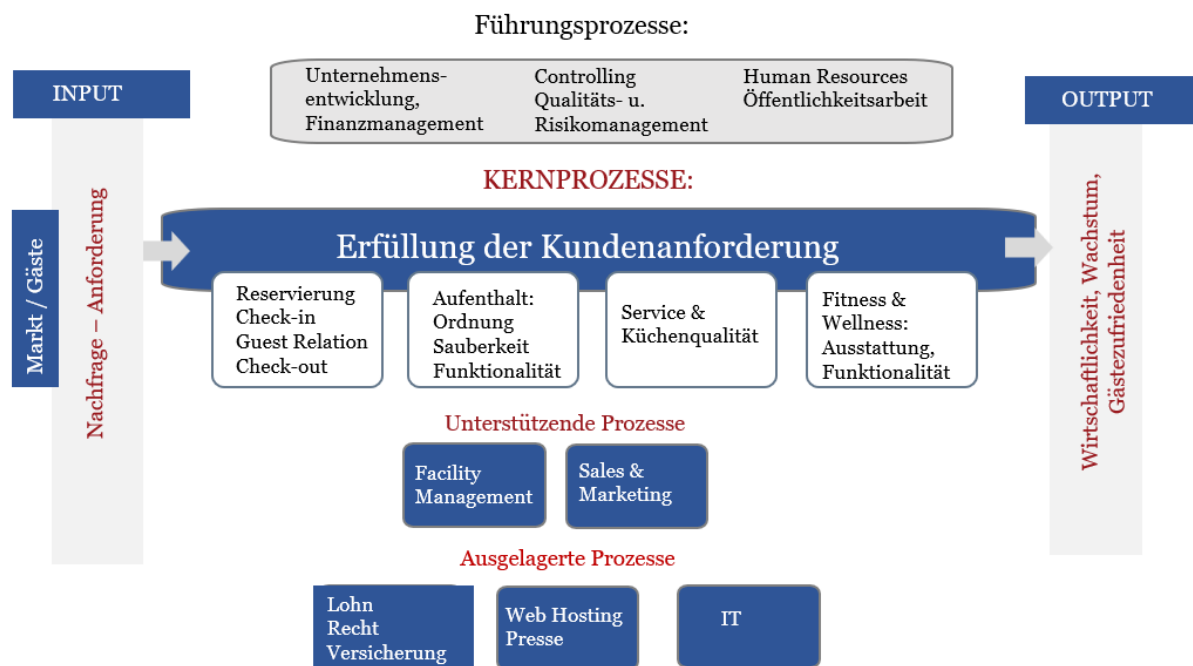 Führungsprozesse:
INPUT
Unternehmens-
entwicklung,
Finanzmanagement
Controlling
Qualitäts- u.
Risikomanagement
Human Resources
Öffentlichkeitsarbeit
OUTPUT
KERNPROZESSE:
Markt / Gäste
Nachfrage – Anforderung
Erfüllung der Kundenanforderung
Reservierung
Check-in
Guest Relation
Check-out
Aufenthalt:
Ordnung
Sauberkeit
Funktionalität
Service &
Küchenqualität
Fitness &
Wellness:
Ausstattung,
Funktionalität
Wirtschaftlichkeit, Wachstum,
Gästezufriedenheit
Unterstützende Prozesse
Facility
Management
Sales &
Marketing
Ausgelagerte Prozesse
Lohn
Recht
Versicherung
Web Hosting
Presse
IT